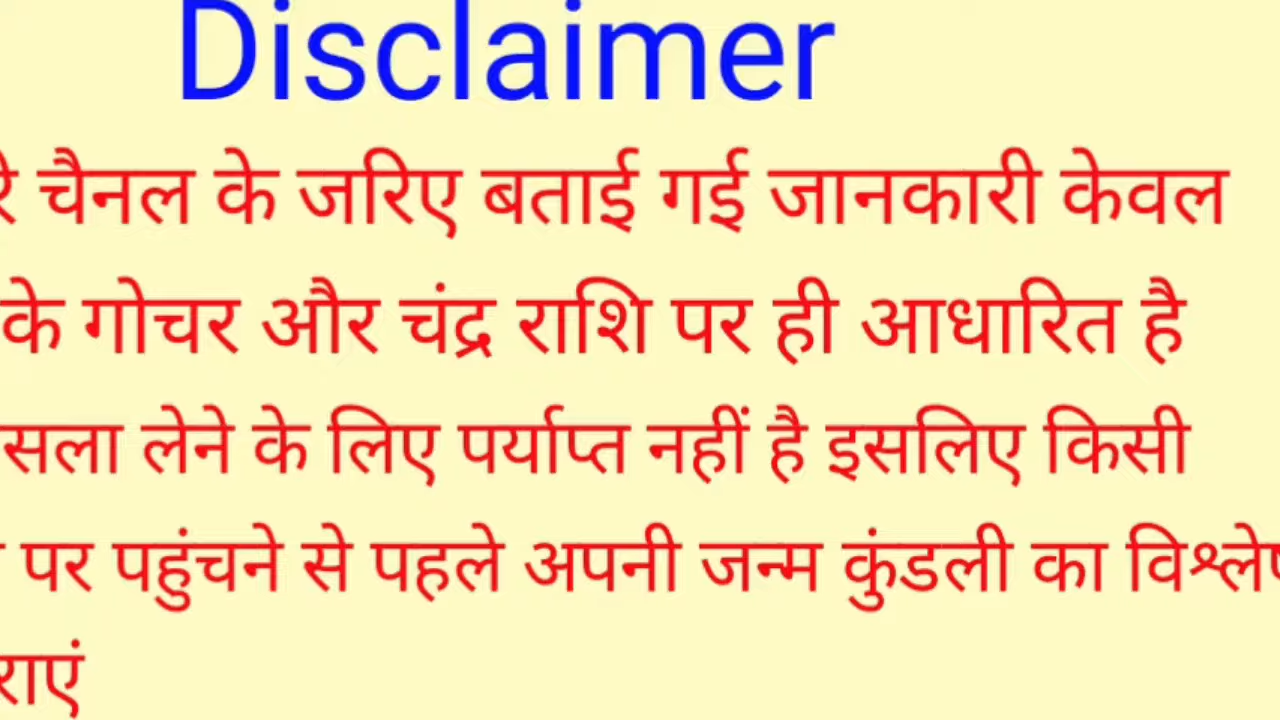 Disclaimer
चैनल के जरिए बताई गई जानकारी केवल
के गोचर और चंद्र राशि पर ही आधारित है
सला लेने के लिए पर्याप्त नहीं है इसलिए किसी
पर पहुंचने से पहले अपनी जन्म कुंडली का